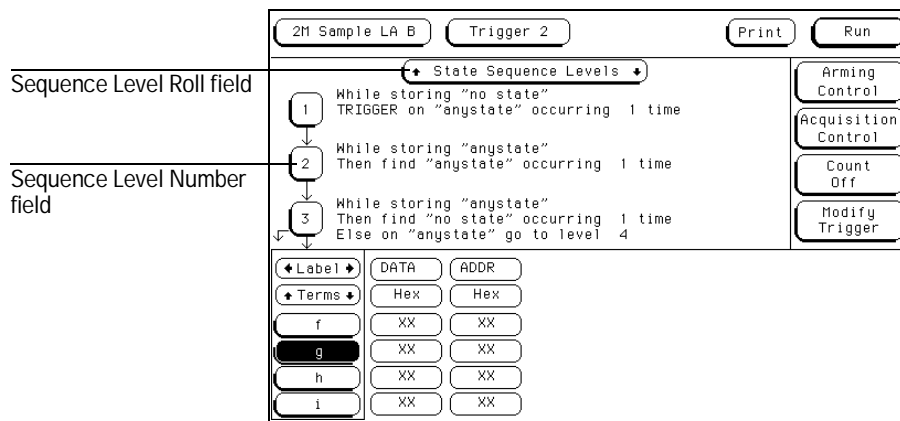 2M Sample LA B Trigger 2 Print Run
Sequence Level Roll field
State Sequence Levels
Arming
Control
1
While storing "no state"
TRIGGER on "anystate" occurring 1 time
Acquisition
Control
Sequence Level Number
field
2
While storing "anystate"
Then find "anystate" occurring 1 time
Count
Off
3
While storing "anystate"
Then find "no state" occurring 1 time
Else on "anystate" go to level 4
Modify
Trigger
Label DATA ADDR
Terms Hex Hex
f XX XX
g XX XX
h XX XX
i XX XX